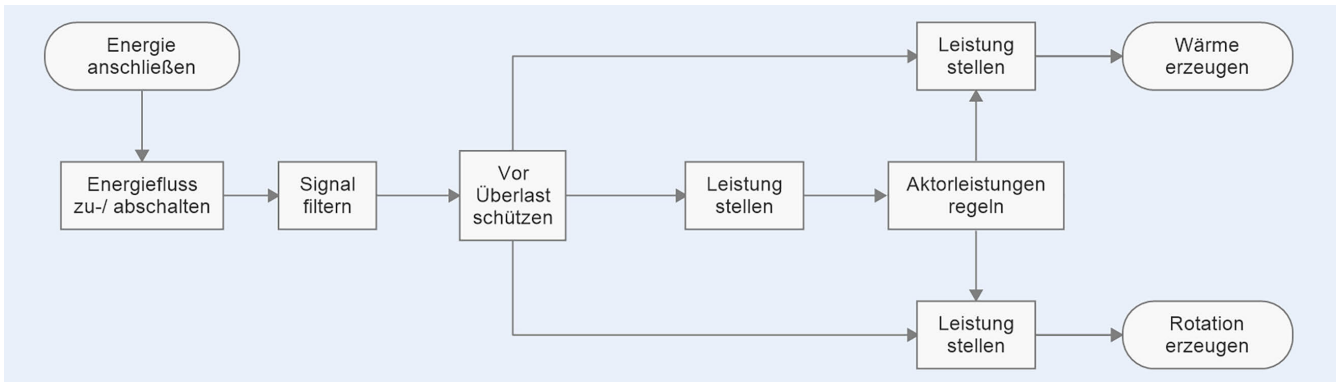 Energie
anschließen
Leistung
stellen
Wärme
erzeugen
Energiefluss
zu-/ abschalten
Signal
filtern
Vor
Überlast
schützen
Leistung
stellen
Aktorleistungen
regeln
Leistung
stellen
Rotation
erzeugen